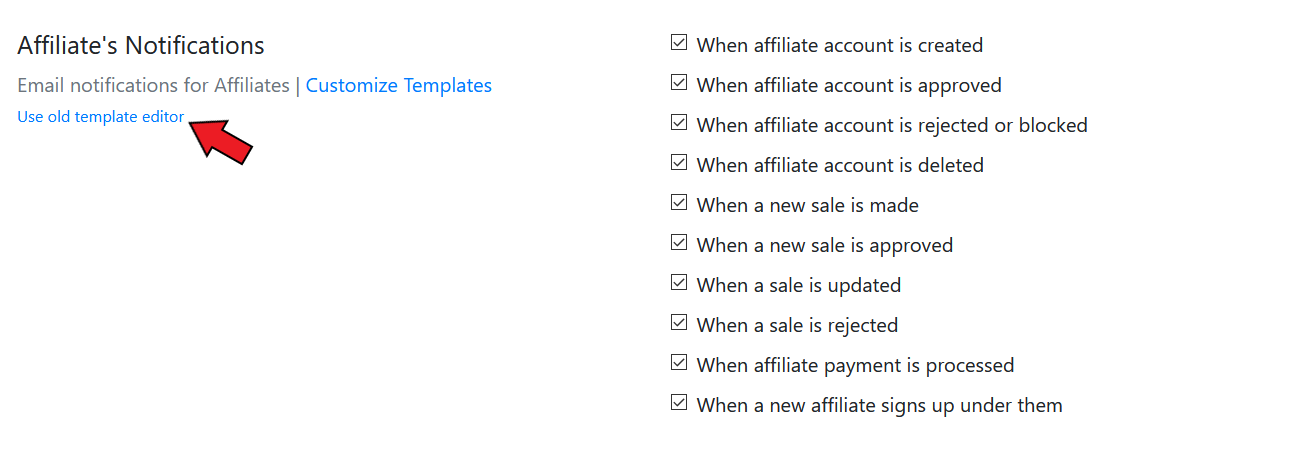 Affiliate's Notifications
Email notifications for Affiliates | Customize Templates
Use old template editor
When affiliate account is created
When affiliate account is approved
When affiliate account is rejected or blocked
When affiliate account is deleted
When a new sale is made
When a new sale is approved
When a sale is updated
When a sale is rejected
When affiliate payment is processed
When a new affiliate signs up under them